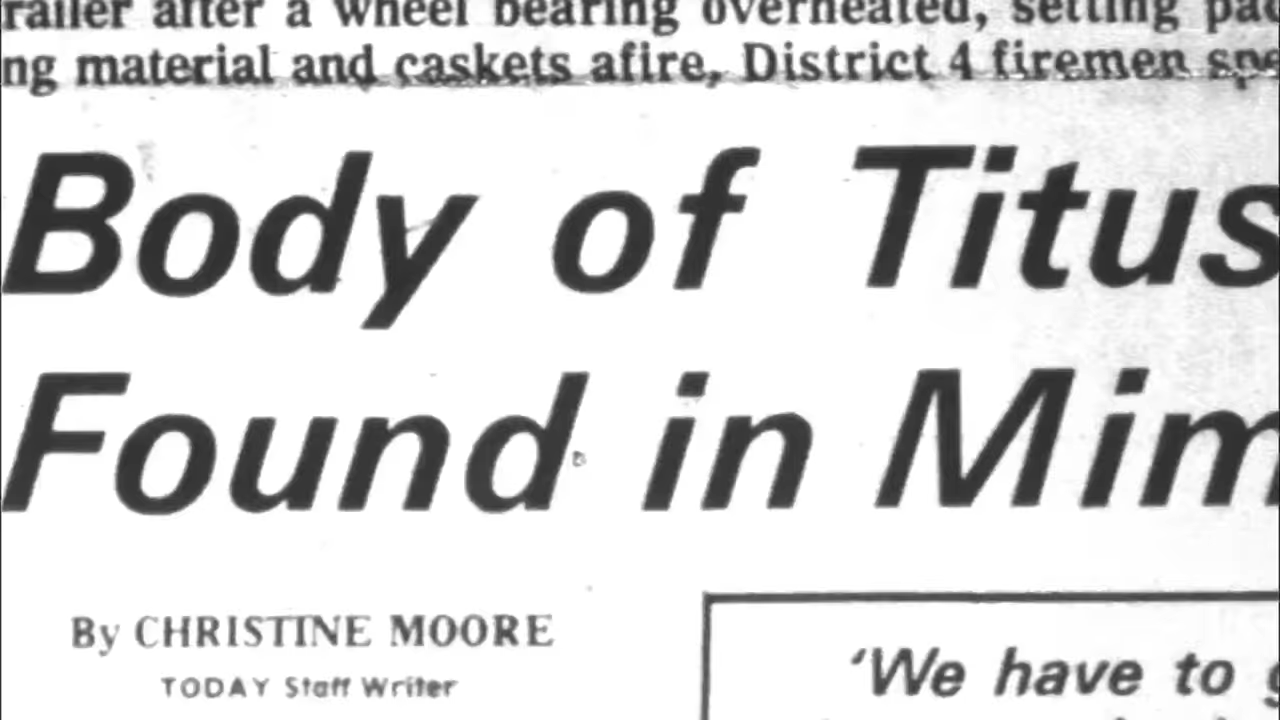 railer after a wheel bearing overheated, setting pac
ng material and caskets afire, District 4 firemen spe
Body of Titus
Found in Mim
By CHRISTINE MOORE
TODAY Staff Writer
'We have to g